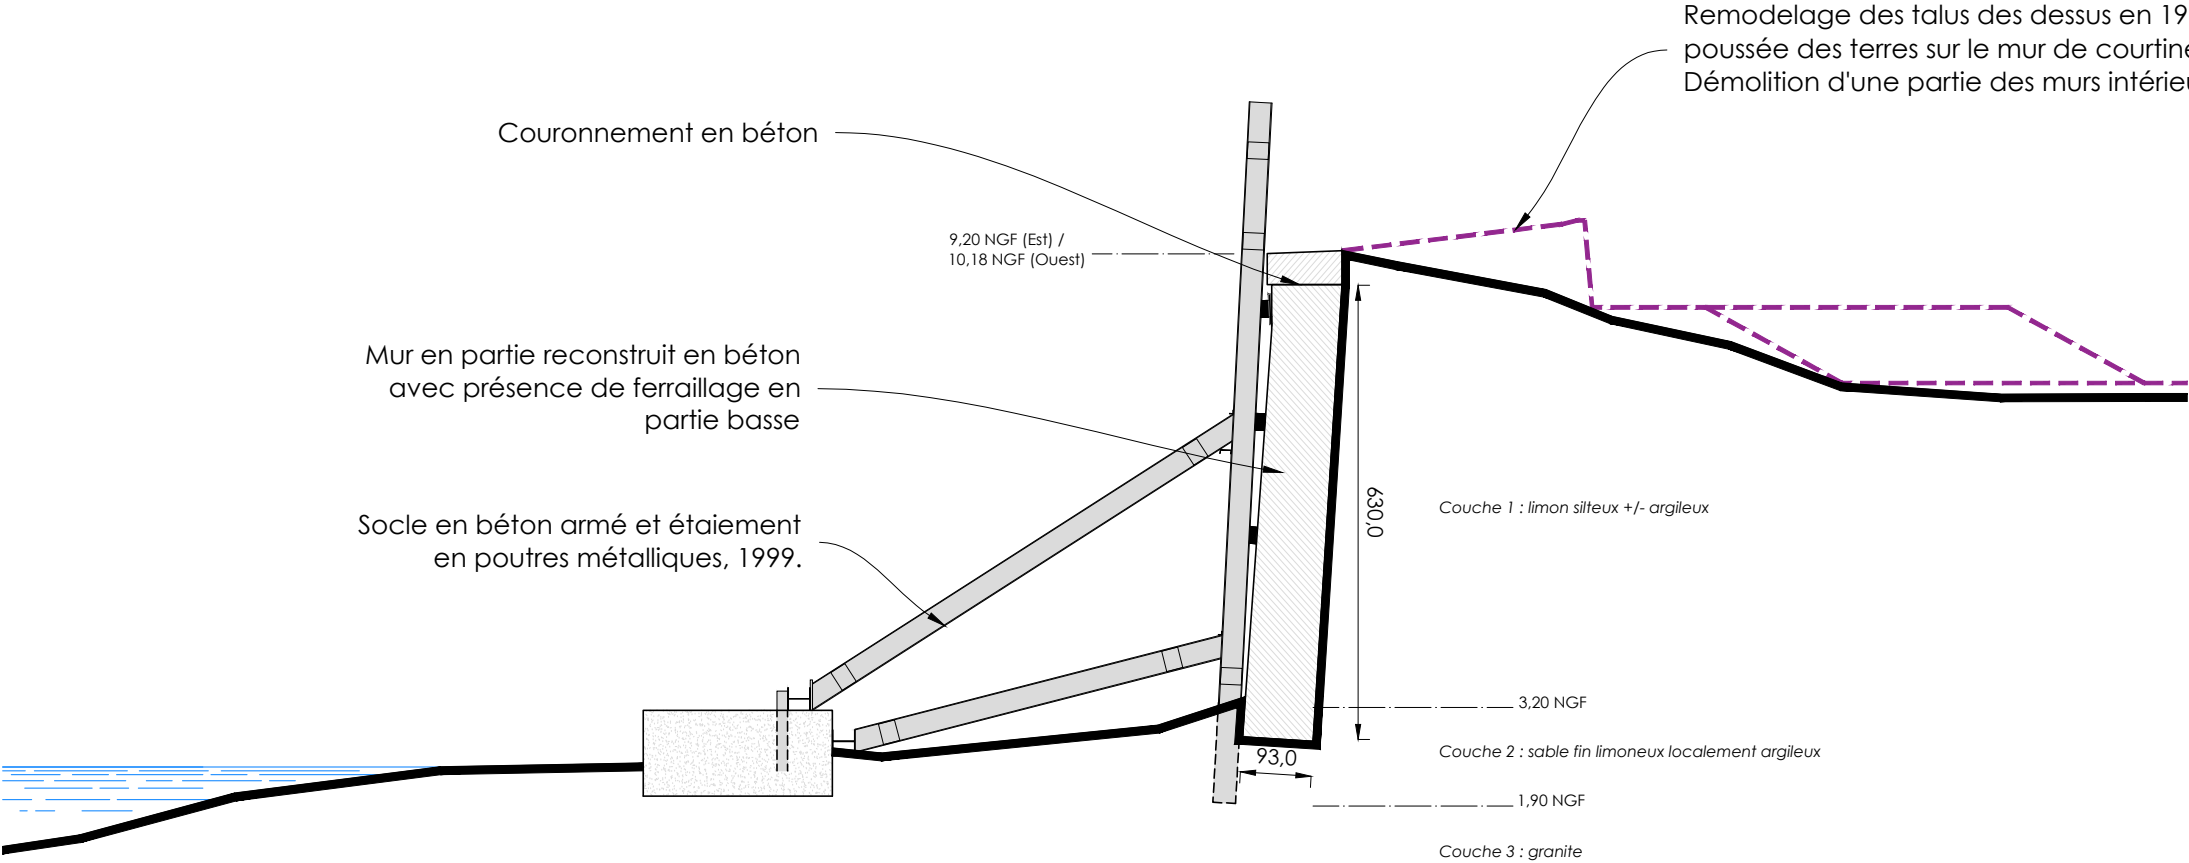 Remodelage des talus des dessus en 19
poussée des terres sur le mur de courtine
Démolition d'une partie des murs intérieu
Couronnement en béton
9,20 NGF (Est) /
10,18 NGF (Ouest)
Mur en partie reconstruit en béton
avec présence de ferraillage en
partie basse
630,0
Couche 1 : limon silteux +/- argileux
Socle en béton armé et étaiement
en poutres métalliques, 1999.
3,20 NGF
Couche 2 : sable fin limoneux localement argileux
93,0
1,90 NGF
Couche 3 : granite